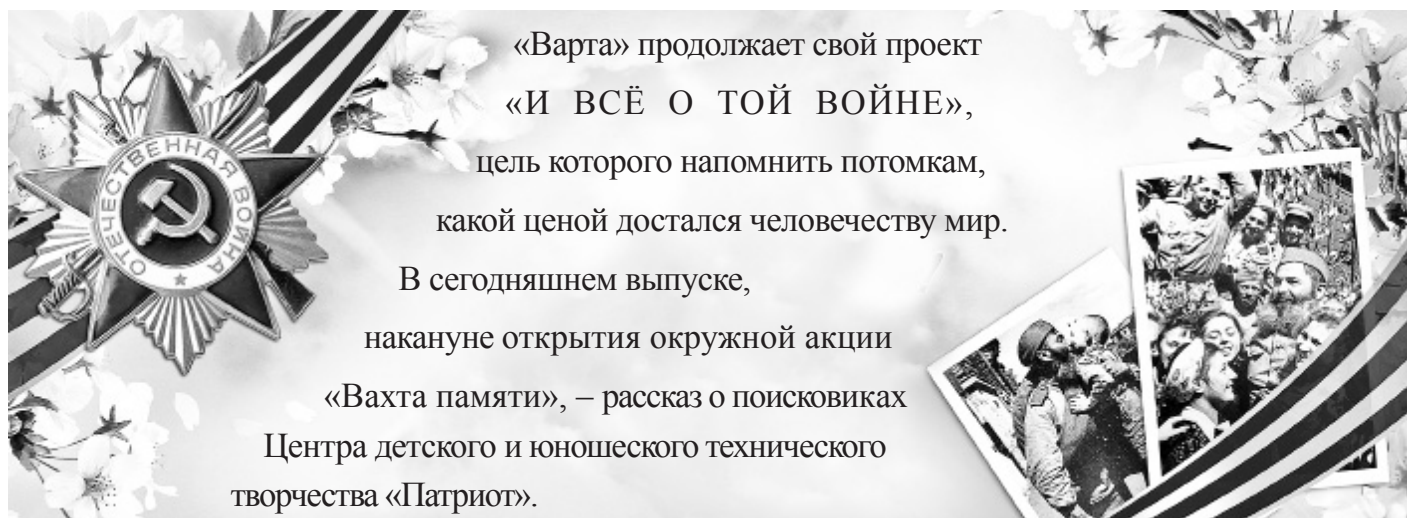 «Варта» продолжает свой проект
«И ВСЁ О ТОЙ ВОЙНЕ»,
цель которого напомнить потомкам,
какой ценой достался человечеству мир.
В сегодняшнем выпуске,
накануне открытия окружной акции
«Вахта памяти», – рассказ о поисковиках
Центра детского и юношеского технического
творчества «Патриот».
ОТЕЧЕСТВЕННАЯ ВОЙНА